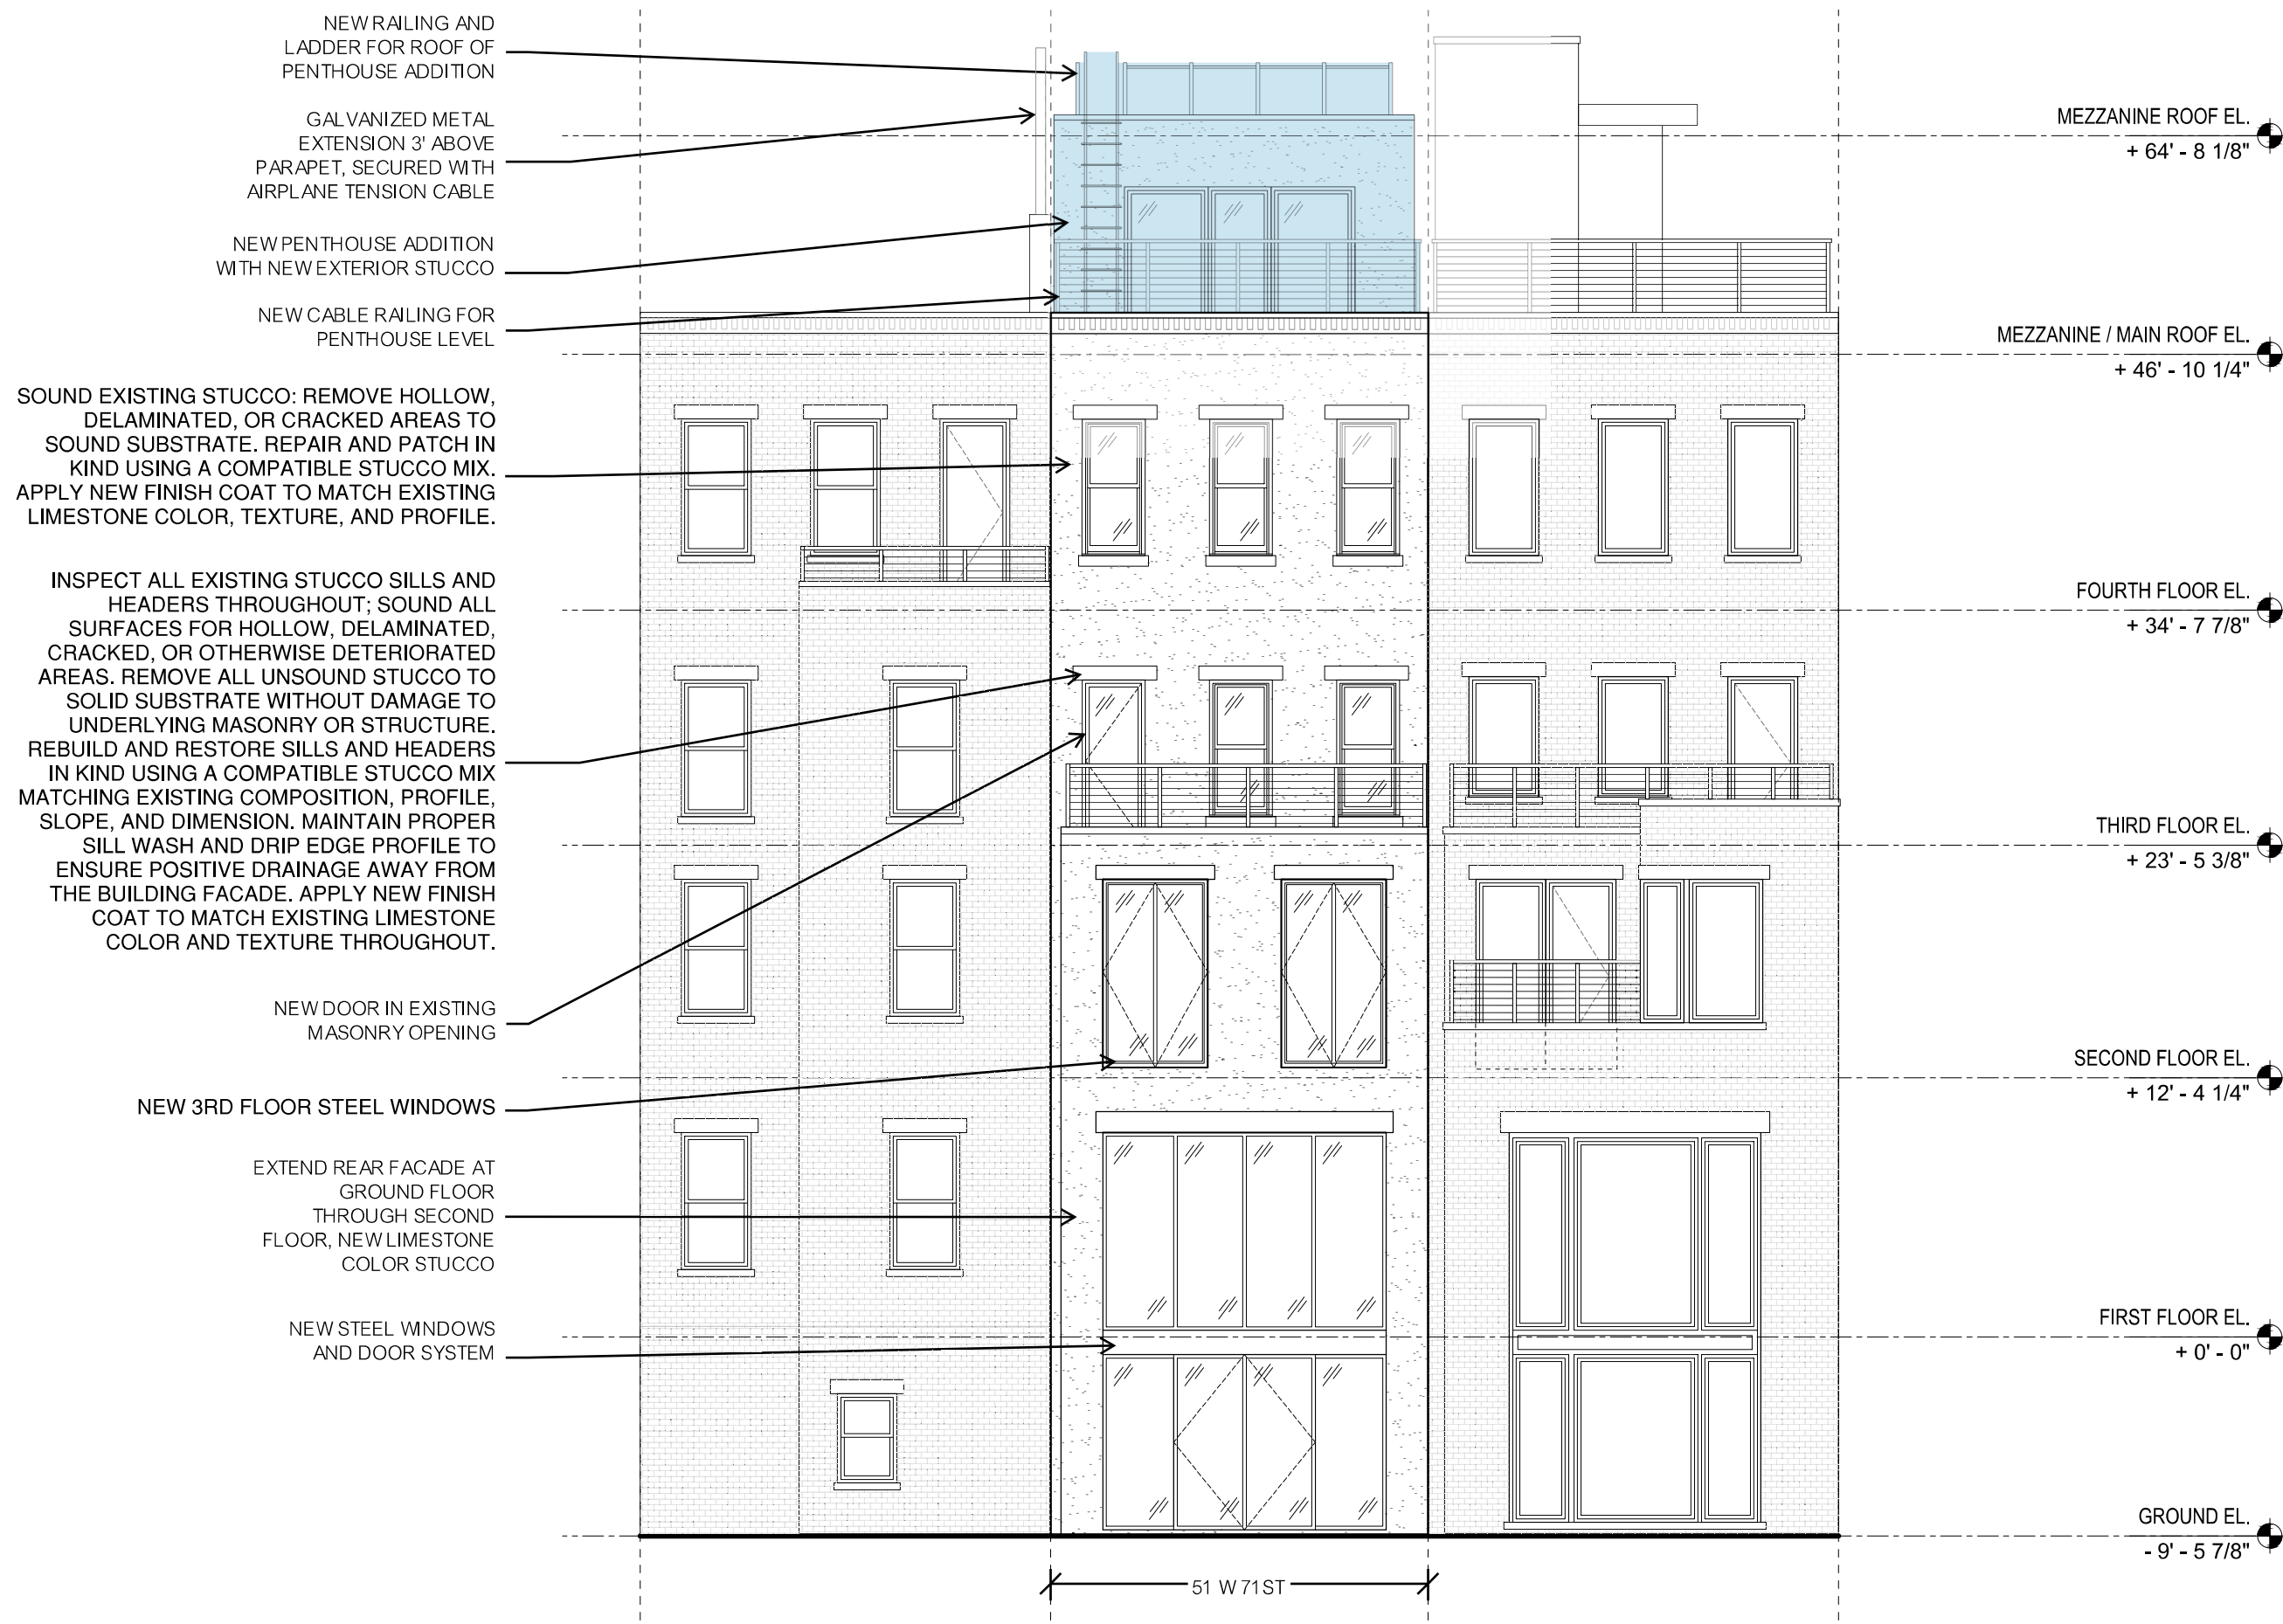 NEW RAILING AND
LADDER FOR ROOF OF
PENTHOUSE ADDITION
GALVANIZED METAL
EXTENSION 3' ABOVE
PARAPET, SECURED WITH
AIRPLANE TENSION CABLE
NEW PENTHOUSE ADDITION
WITH NEW EXTERIOR STUCCO
NEW CABLE RAILING FOR
PENTHOUSE LEVEL
SOUND EXISTING STUCCO: REMOVE HOLLOW,
DELAMINATED, OR CRACKED AREAS TO
SOUND SUBSTRATE. REPAIR AND PATCH IN
KIND USING A COMPATIBLE STUCCO MIX.
APPLY NEW FINISH COAT TO MATCH EXISTING
LIMESTONE COLOR, TEXTURE, AND PROFILE.
INSPECT ALL EXISTING STUCCO SILLS AND
HEADERS THROUGHOUT; SOUND ALL
SURFACES FOR HOLLOW, DELAMINATED,
CRACKED, OR OTHERWISE DETERIORATED
AREAS. REMOVE ALL UNSOUND STUCCO TO
SOLID SUBSTRATE WITHOUT DAMAGE TO
UNDERLYING MASONRY OR STRUCTURE.
REBUILD AND RESTORE SILLS AND HEADERS
IN KIND USING A COMPATIBLE STUCCO MIX
MATCHING EXISTING COMPOSITION, PROFILE,
SLOPE, AND DIMENSION. MAINTAIN PROPER
SILL WASH AND DRIP EDGE PROFILE TO
ENSURE POSITIVE DRAINAGE AWAY FROM
THE BUILDING FACADE. APPLY NEW FINISH
COAT TO MATCH EXISTING LIMESTONE
COLOR AND TEXTURE THROUGHOUT.
NEW DOOR IN EXISTING
MASONRY OPENING
NEW 3RD FLOOR STEEL WINDOWS
EXTEND REAR FACADE AT
GROUND FLOOR
THROUGH SECOND
FLOOR, NEW LIMESTONE
COLOR STUCCO
NEW STEEL WINDOWS
AND DOOR SYSTEM
51 W 71ST
MEZZANINE ROOF EL.
+ 64' - 8 1/8"
MEZZANINE / MAIN ROOF EL.
+ 46' - 10 1/4"
FOURTH FLOOR EL.
+ 34' - 7 7/8"
THIRD FLOOR EL.
+ 23' - 5 3/8"
SECOND FLOOR EL.
+ 12' - 4 1/4"
FIRST FLOOR EL.
+ 0' - 0"
GROUND EL.
- 9' - 5 7/8"